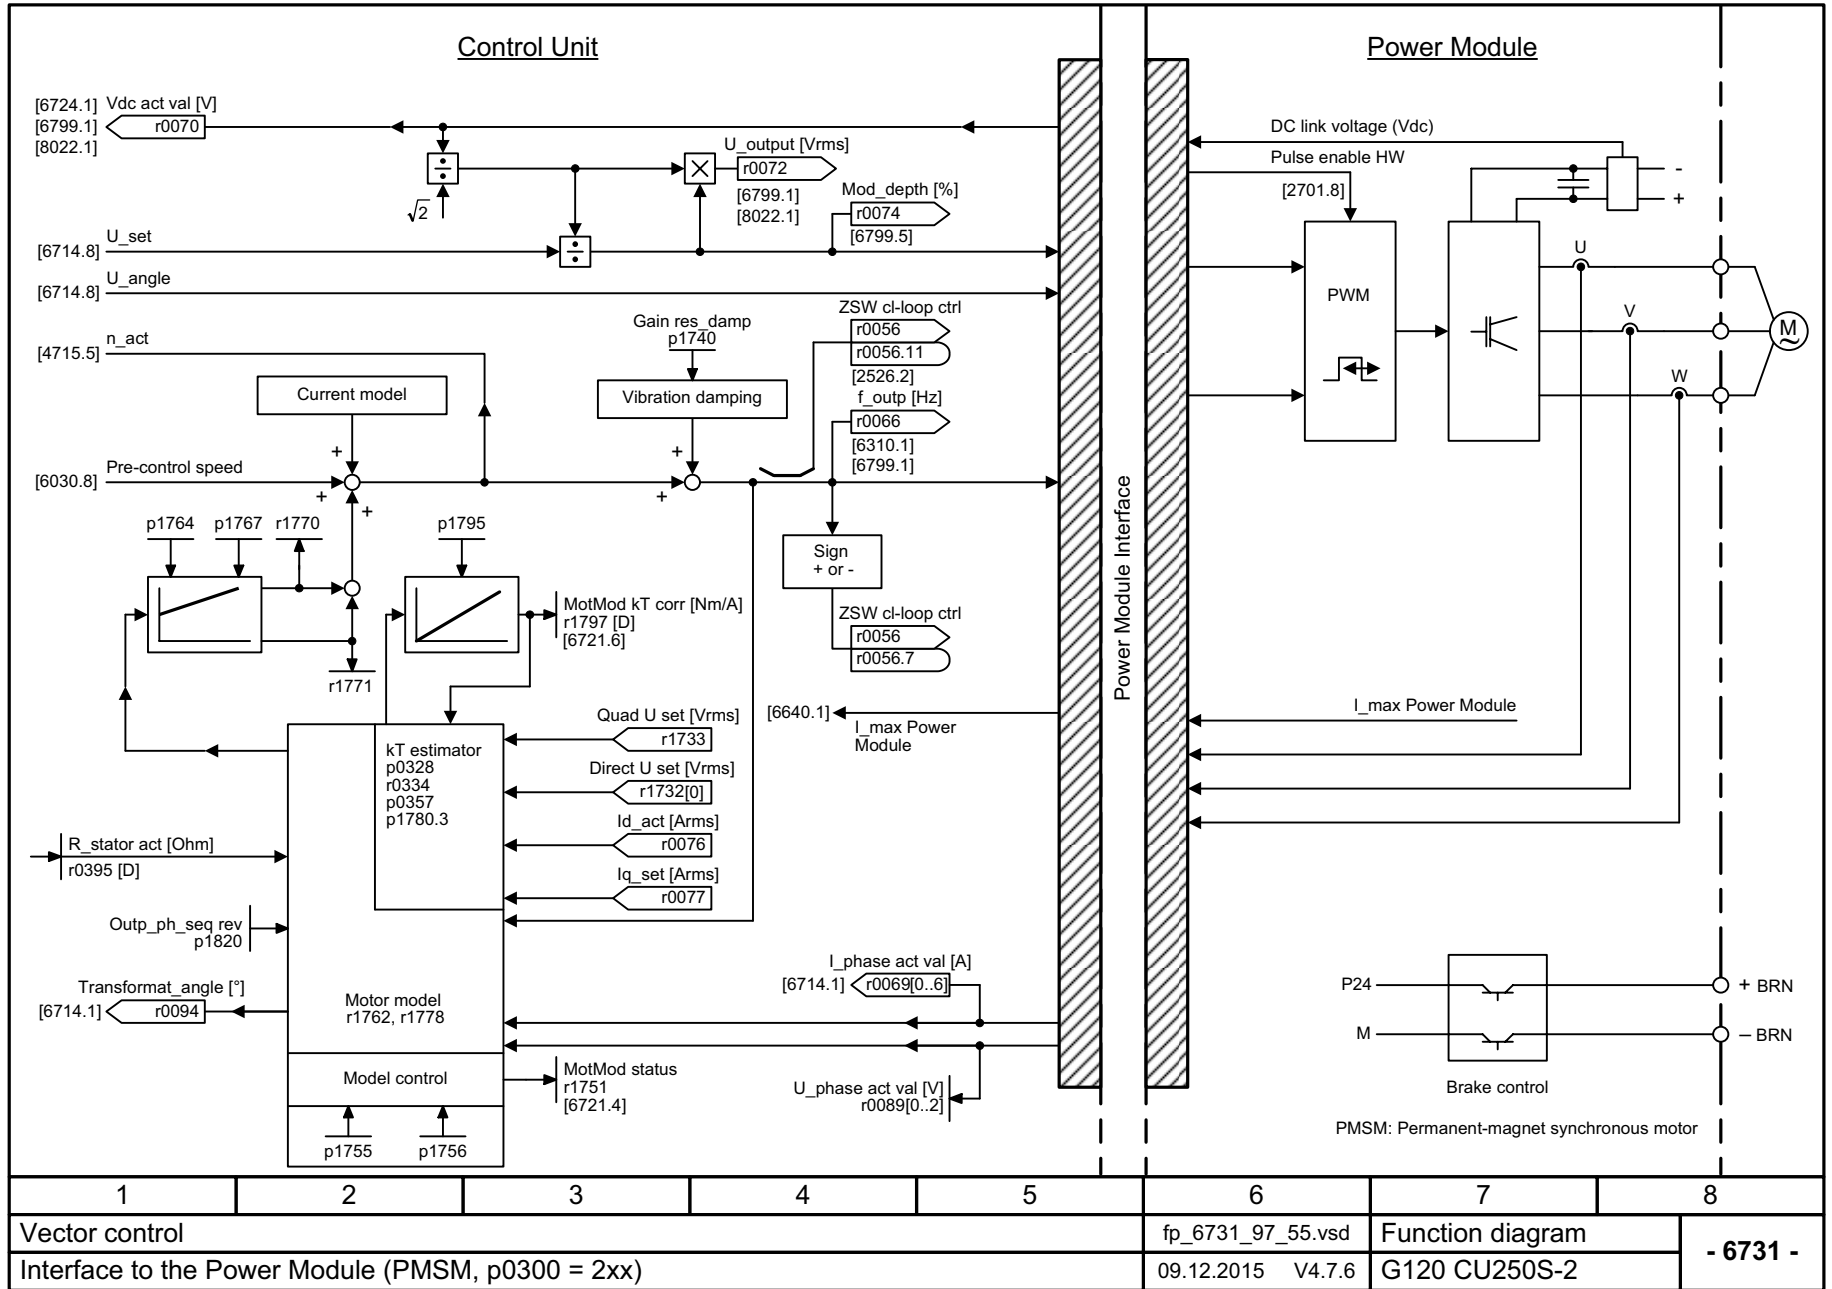 Control Unit
Power Module
[6724.1] Vdc act val [V]
[6799.1] r0070
[8022.1]
÷
√2
U_output [Vrms]
×
r0072
[6799.1]
[8022.1]
Mod_depth [%]
r0074
[6799.5]
U_set
[6714.8]
÷
U_angle
[6714.8]
n_act
[4715.5]
Current model
+
Gain res_damp
p1740
Vibration damping
+
ZSW cl-loop ctrl
r0056
r0056.11
[2526.2]
f_outp [Hz]
r0066
[6310.1]
[6799.1]
Pre-control speed
[6030.8]
+
+
+
p1764 p1767 r1770
p1795
r1771
MotMod kT corr [Nm/A]
r1797 [D]
[6721.6]
Sign
+ or -
ZSW cl-loop ctrl
r0056
r0056.7
[6640.1]
I_max Power
Module
kT estimator
p0328
r0334
p0357
p1780.3
Quad U set [Vrms]
r1733
Direct U set [Vrms]
r1732[0]
Id_act [Arms]
r0076
Iq_set [Arms]
r0077
R_stator act [Ohm]
r0395 [D]
Outp_ph_seq rev
p1820
Transformat_angle [°]
[6714.1] r0094
Motor model
r1762, r1778
Model control
p1755 p1756
MotMod status
r1751
[6721.4]
I_phase act val [A]
[6714.1] r0069[0..6]
U_phase act val [V]
r0089[0..2]
Power Module Interface
DC link voltage (Vdc)
Pulse enable HW
[2701.8]
PWM
-
+
U
V
W
M
~
I_max Power Module
P24
M
+ BRN
– BRN
Brake control
PMSM: Permanent-magnet synchronous motor
1 2 3 4 5 6 7 8
Vector control
fp_6731_97_55.vsd
Function diagram
- 6731 -
Interface to the Power Module (PMSM, p0300 = 2xx)
09.12.2015 V4.7.6
G120 CU250S-2